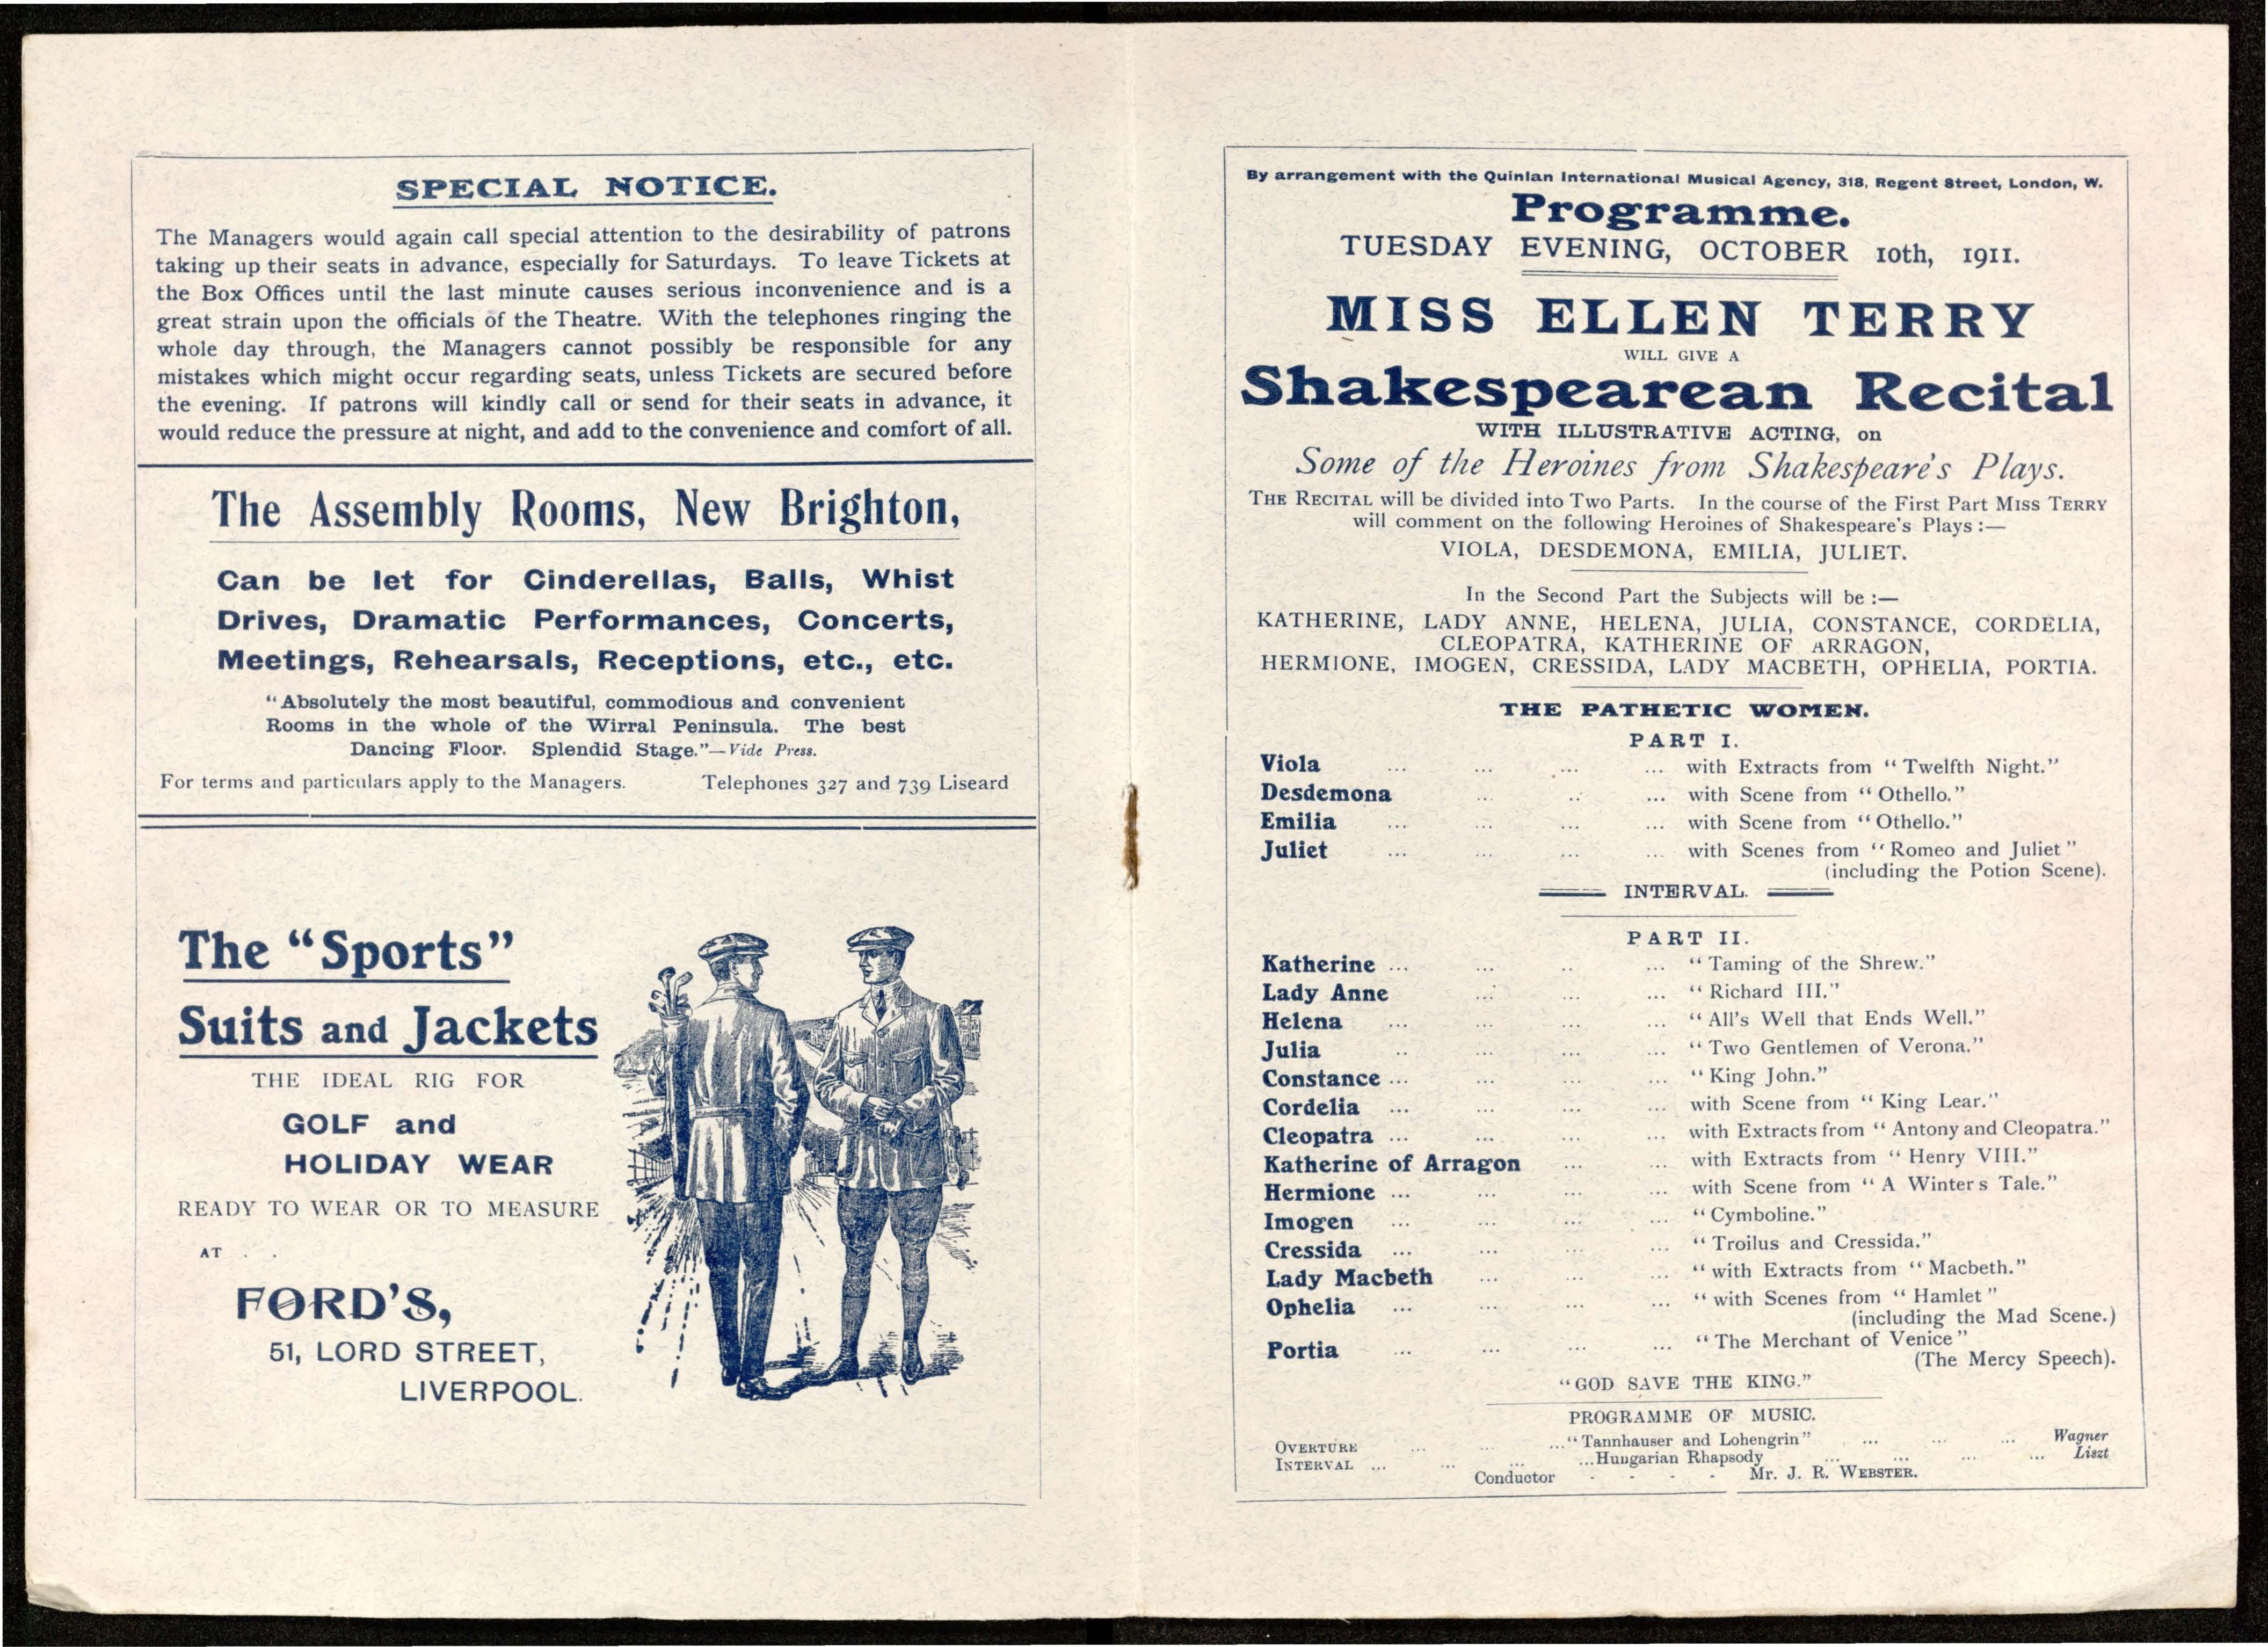 SPECIAL NOTICE.
The Managers would again call special attention to the desirability of patrons
taking up their seats in advance, especially for Saturdays. To leave Tickets at
the Box Offices until the last minute causes serious inconvenience and is a
great strain upon the officials of the Theatre. With the telephones ringing the
whole day through, the Managers cannot possibly be responsible for any
mistakes which might occur regarding seats, unless Tickets are secured before
the evening. If patrons will kindly call or send for their seats in advance, it
would reduce the pressure at night, and add to the convenience and comfort of all.
The Assembly Rooms, New Brighton,
Can be let for Cinderellas, Balls, Whist
Drives, Dramatic Performances, Concerts,
Meetings, Rehearsals, Receptions, etc., etc.
"Absolutely the most beautiful, commodious and convenient
Rooms in the whole of the Wirral Peninsula. The best
Dancing Floor. Splendid Stage."—Vide Press.
For terms and particulars apply to the Managers. Telephones 327 and 739 Liseard
The "Sports"
Suits and Jackets
THE IDEAL RIG FOR
GOLF and
HOLIDAY WEAR
READY TO WEAR OR TO MEASURE
AT . .
FORD'S,
51, LORD STREET,
LIVERPOOL.
By arrangement with the Quinlan International Musical Agency, 318, Regent Street, London, W.
Programme.
TUESDAY EVENING, OCTOBER 10th, 1911.
MISS ELLEN TERRY
WILL GIVE A
Shakespearean Recital
WITH ILLUSTRATIVE ACTING, on
Some of the Heroines from Shakespeare's Plays.
THE RECITAL will be divided into Two Parts. In the course of the First Part MISS TERRY
will comment on the following Heroines of Shakespeare's Plays :—
VIOLA, DESDEMONA, EMILIA, JULIET.
In the Second Part the Subjects will be :—
KATHERINE, LADY ANNE, HELENA, JULIA, CONSTANCE, CORDELIA,
CLEOPATRA, KATHERINE OF ARRAGON,
HERMIONE, IMOGEN, CRESSIDA, LADY MACBETH, OPHELIA, PORTIA.
THE PATHETIC WOMEN.
PART I.
Viola ... ... ... ... with Extracts from "Twelfth Night."
Desdemona ... ... ... with Scene from "Othello."
Emilia ... ... ... ... with Scene from "Othello."
Juliet ... ... ... ... with Scenes from "Romeo and Juliet"
(including the Potion Scene).
INTERVAL.
PART II.
Katherine ... ... .. ... "Taming of the Shrew."
Lady Anne ... ... ... "Richard III."
Helena ... ... ... ... "All's Well that Ends Well."
Julia .. ... ... ... "Two Gentlemen of Verona."
Constance ... ... ... ... "King John."
Cordelia ... ... ... ... with Scene from "King Lear."
Cleopatra ... ... ... ... with Extracts from "Antony and Cleopatra."
Katherine of Arragon ... ... with Extracts from "Henry VIII."
Hermione ... ... ... ... with Scene from "A Winter s Tale."
Imogen ... ... ... ... "Cymboline."
Cressida ... ... ... ... "Troilus and Cressida."
Lady Macbeth ... ... ... "with Extracts from "Macbeth."
Ophelia ... ... ... ... "with Scenes from "Hamlet"
(including the Mad Scene.)
Portia ... ... ... ... "The Merchant of Venice"
(The Mercy Speech).
"GOD SAVE THE KING."
PROGRAMME OF MUSIC.
OVERTURE ... ... ..."Tannhauser and Lohengrin" ... ... ... Wagner
INTERVAL ... ... ... ...Hungarian Rhapsody ... ... ... ... Liszt
Conductor - - - - Mr. J. R. WEBSTER.